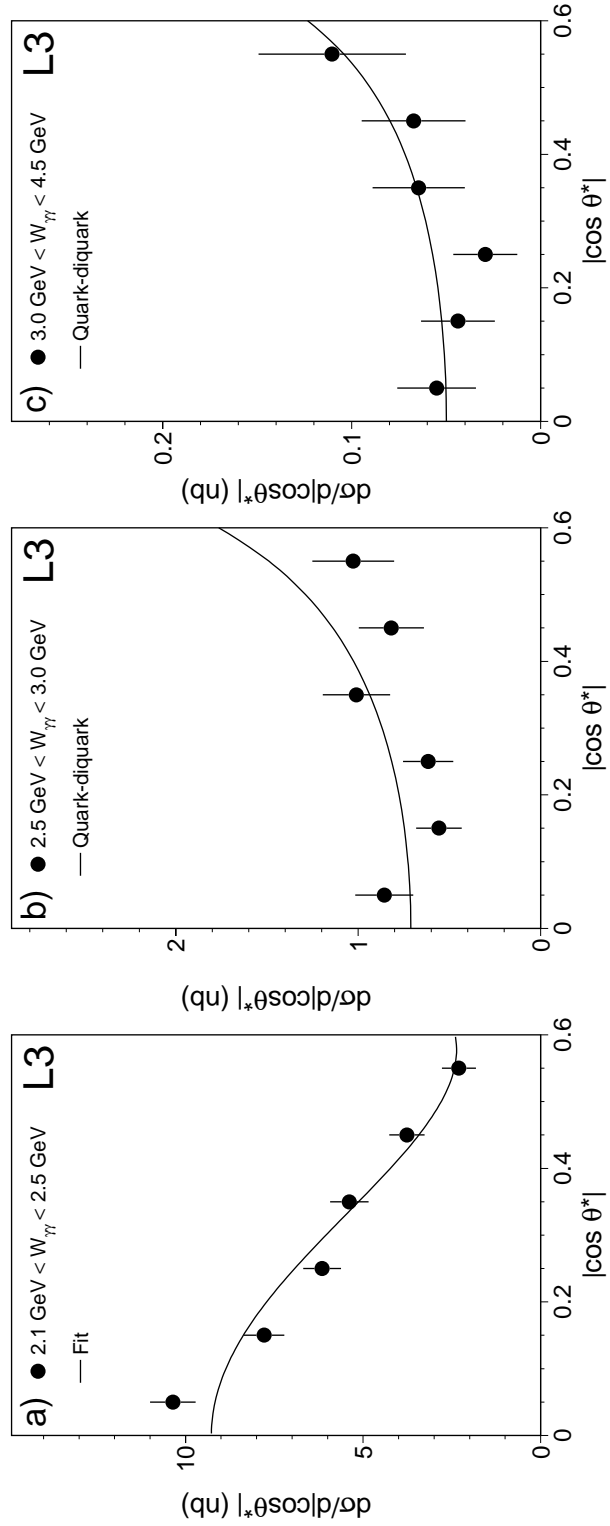 a)
2.1 GeV < Wγγ < 2.5 GeV
Fit
L3
dσ/d|cosθ*| (nb)
10
5
0
0
0.2
0.4
0.6
|cos θ*|
b)
2.5 GeV < Wγγ < 3.0 GeV
Quark-diquark
L3
dσ/d|cosθ*| (nb)
2
1
0
0
0.2
0.4
0.6
|cos θ*|
c)
3.0 GeV < Wγγ < 4.5 GeV
Quark-diquark
L3
dσ/d|cosθ*| (nb)
0.2
0.1
0
0
0.2
0.4
0.6
|cos θ*|